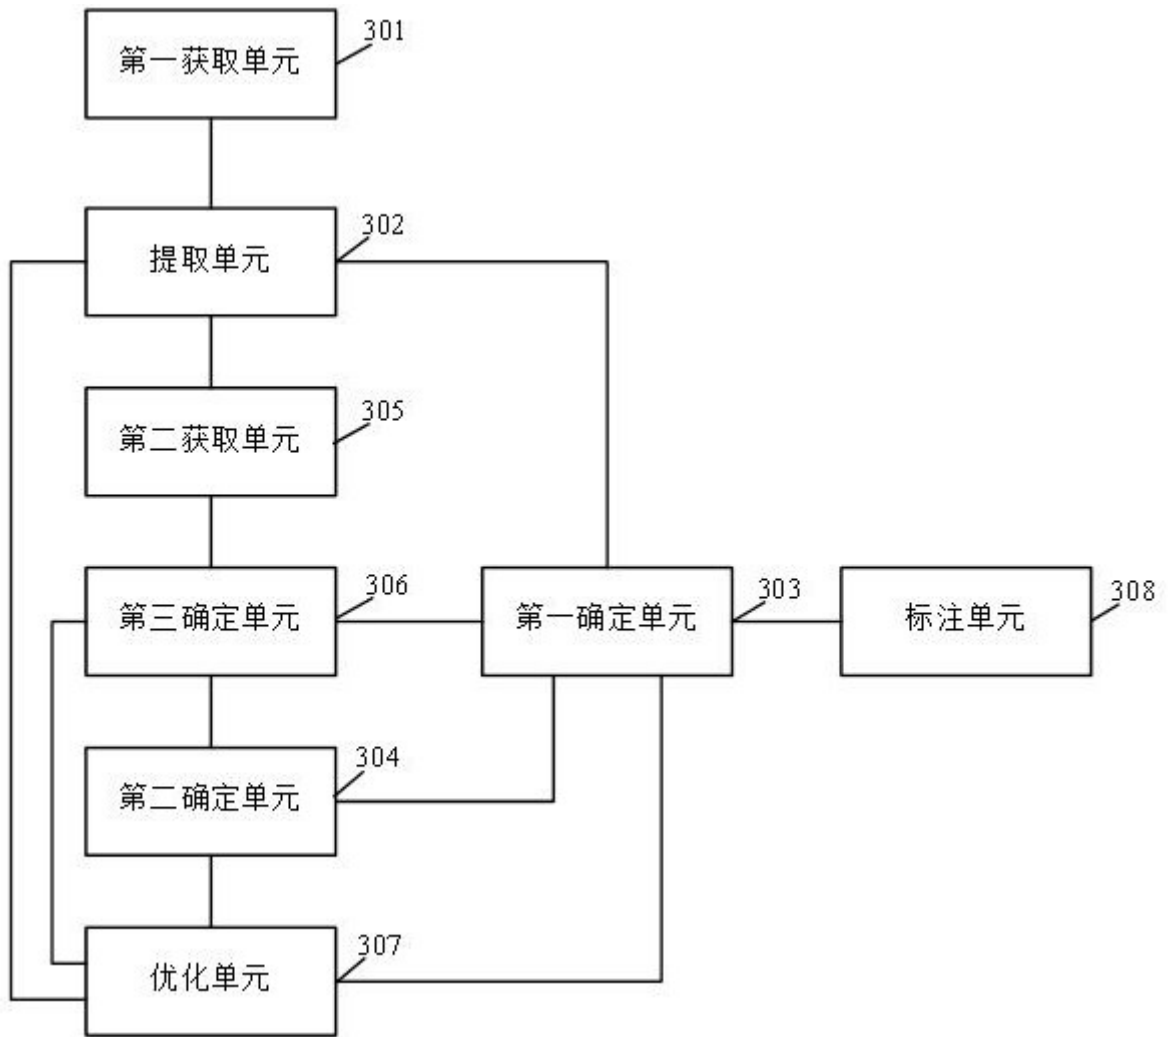 第一获取单元
301
提取单元
302
第二获取单元
305
第三确定单元
306
第一确定单元
303
标注单元
308
第二确定单元
304
优化单元
307